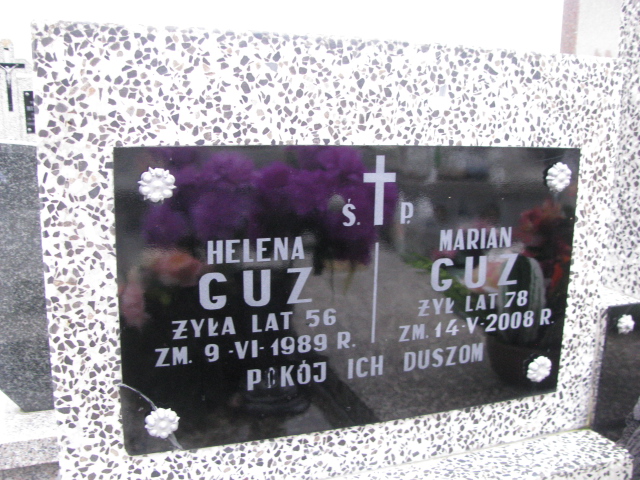 Ś. P.
HELENA
GUZ
ŻYŁA LAT 56
ZM. 9-VI-1989 R.
MARIAN
GUZ
ŻYŁ LAT 78
ZM. 14-V-2008 R.
POKÓJ ICH DUSZOM